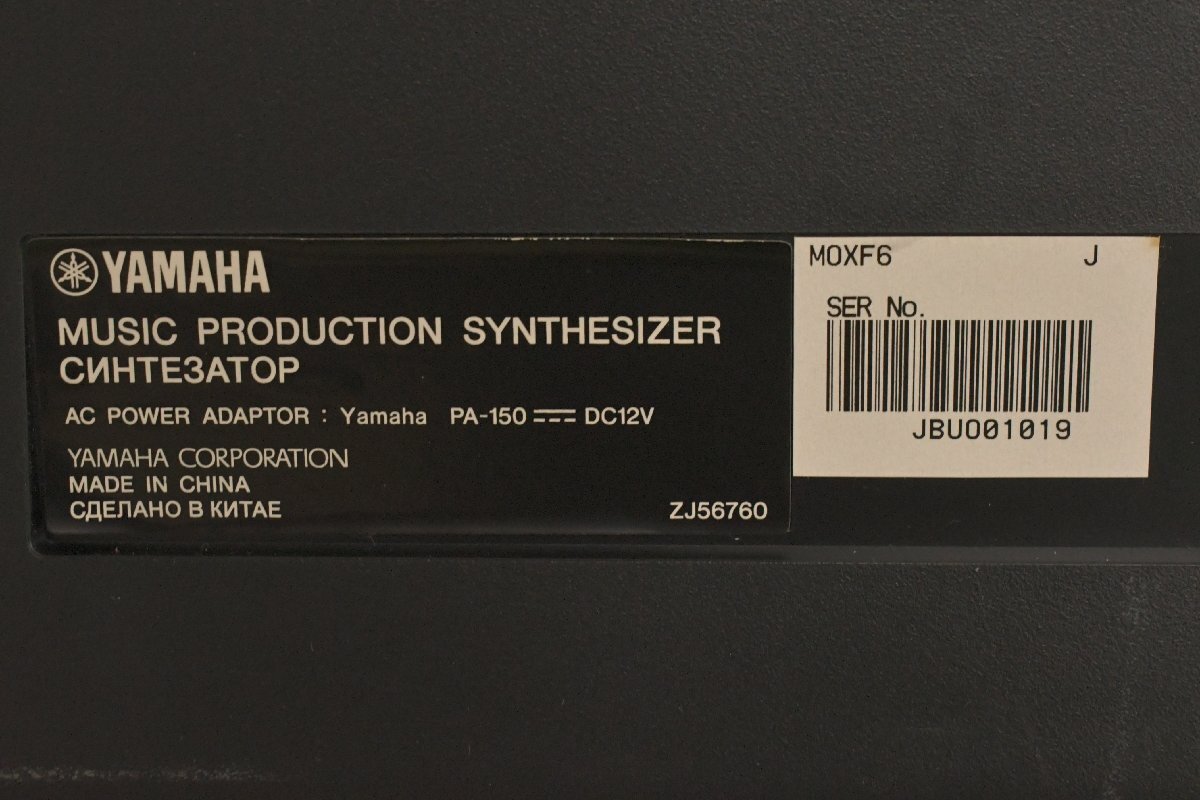 YAMAHA
MUSIC PRODUCTION SYNTHESIZER
СИНТЕЗАТОР
AC POWER ADAPTOR : Yamaha PA-150 ⎓ DC12V
YAMAHA CORPORATION
MADE IN CHINA
СДЕЛАНО В КИТАЕ
ZJ56760
MOXF6 J
SER No.
JBUO01019